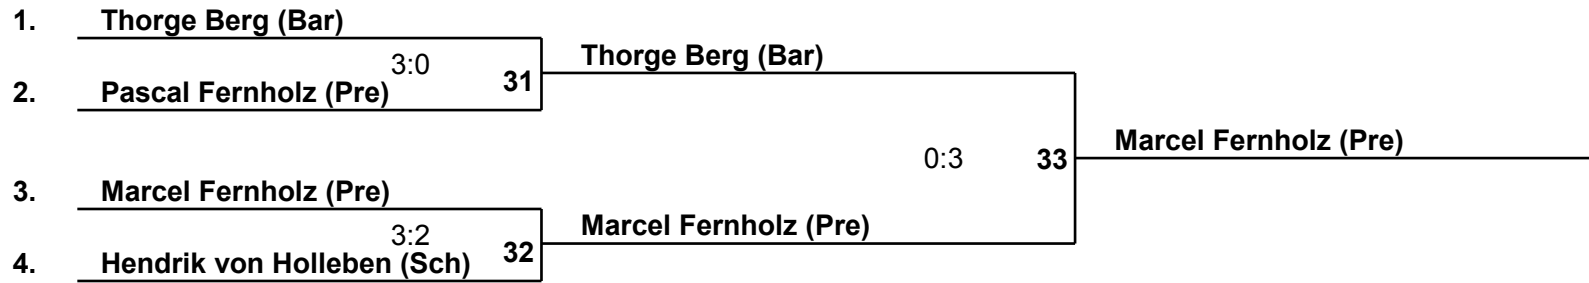 1. Thorge Berg (Bar)
3:0
31
2. Pascal Fernholz (Pre)
Thorge Berg (Bar)
0:3
33
Marcel Fernholz (Pre)
3. Marcel Fernholz (Pre)
3:2
32
4. Hendrik von Holleben (Sch)
Marcel Fernholz (Pre)